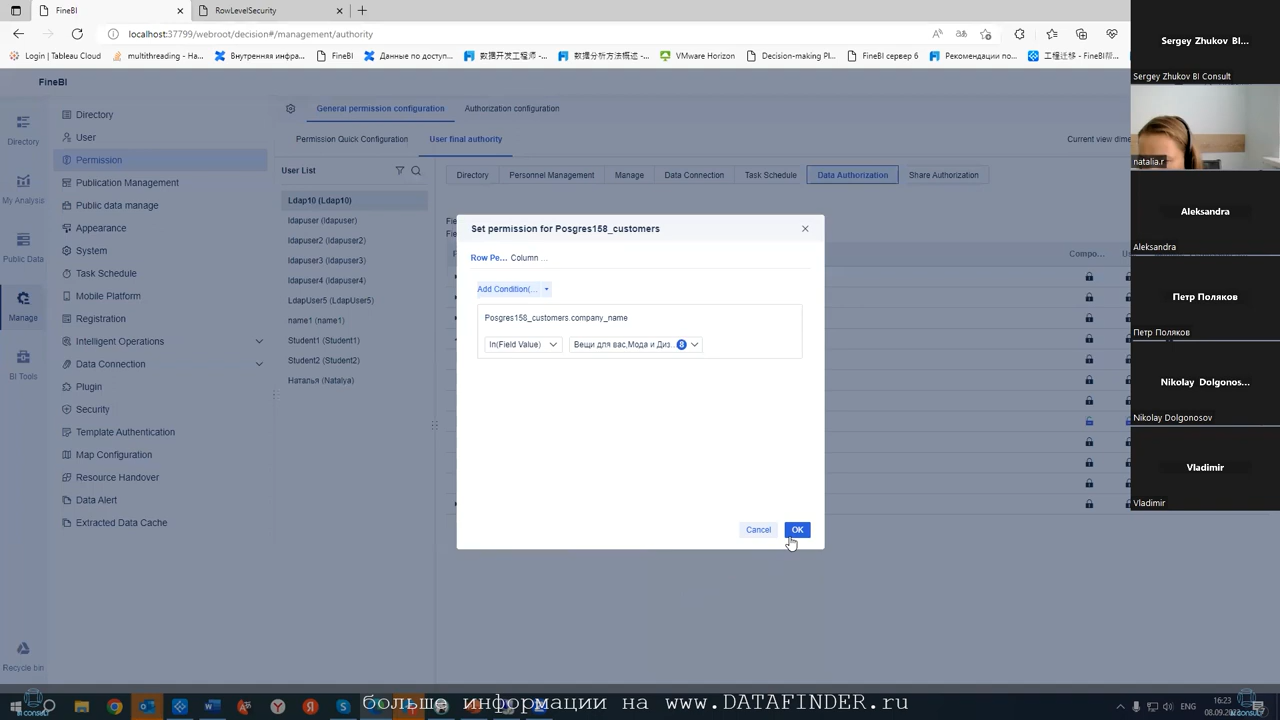 FineBI
RowLevelSecurity
localhost:37799/webroot/decision#/management/authority
Login | Tableau Cloud
multithreading - Ha...
Внутренняя инфра...
FineBI
Данные по доступ...
数据开发工程师 -...
数据分析方法概述 -...
VMware Horizon
Decision-making Pl...
FineBI сервер 6
Рекомендации по...
工程迁移 - FineBI帮...
FineBI
Directory
My Analysis
Public Data
Manage
BI Tools
Recycle bin
Directory
User
Permission
Publication Management
Public data manage
Appearance
System
Task Schedule
Mobile Platform
Registration
Intelligent Operations
Data Connection
Plugin
Security
Template Authentication
Map Configuration
Resource Handover
Data Alert
Extracted Data Cache
General permission configuration
Authorization configuration
Permission Quick Configuration
User final authority
Current view dime
User List
Ldap10 (Ldap10)
ldapuser (ldapuser)
ldapuser2 (ldapuser2)
ldapuser3 (ldapuser3)
ldapuser4 (ldapuser4)
LdapUser5 (LdapUser5)
name1 (name1)
Student1 (Student1)
Student2 (Student2)
Наталья (Natalya)
Directory
Personnel Management
Manage
Data Connection
Task Schedule
Data Authorization
Share Authorization
Compo...
Set permission for Posgres158_customers
Row Pe...
Column ...
Add Condition(...
Posgres158_customers.company_name
In(Field Value)
Вещи для вас,Мода и Диз.
8
Cancel
OK
Sergey Zhukov BI...
Sergey Zhukov BI Consult
natalia.r
Aleksandra
Aleksandra
Петр Поляков
Петр Поляков
Nikolay Dolgonos...
Nikolay Dolgonosov
Vladimir
Vladimir
больше информации на www.DATAFINDER.ru
ENG
16:23